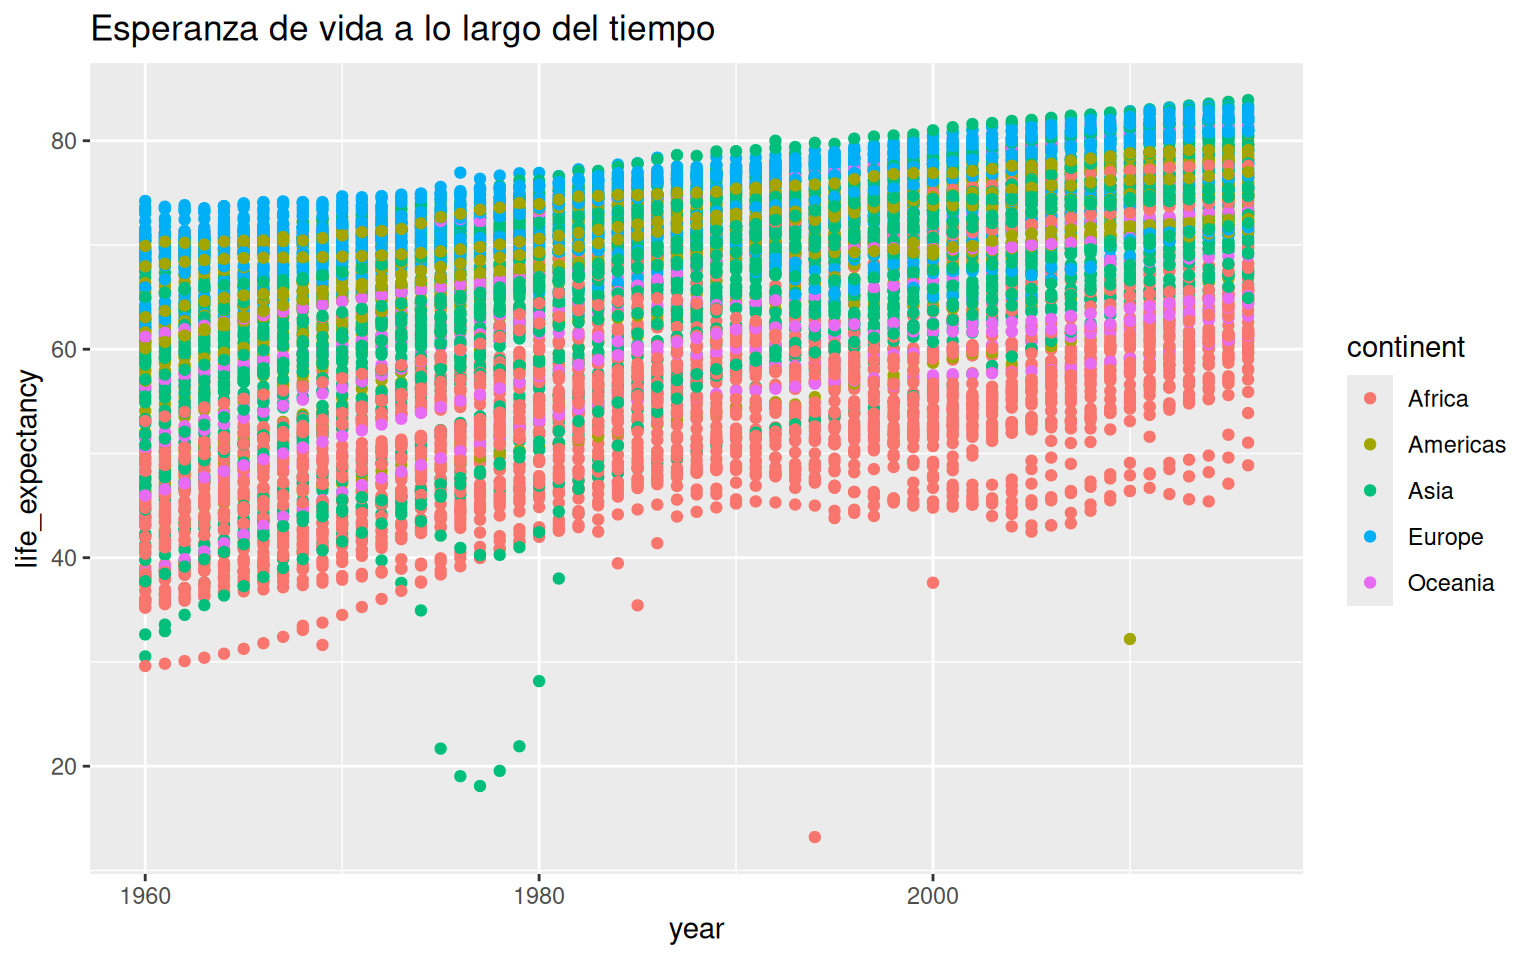 Esperanza de vida a lo largo del tiempo
80
60
40
20
life_expectancy
1960
1980
2000
year
continent
Africa
Americas
Asia
Europe
Oceania